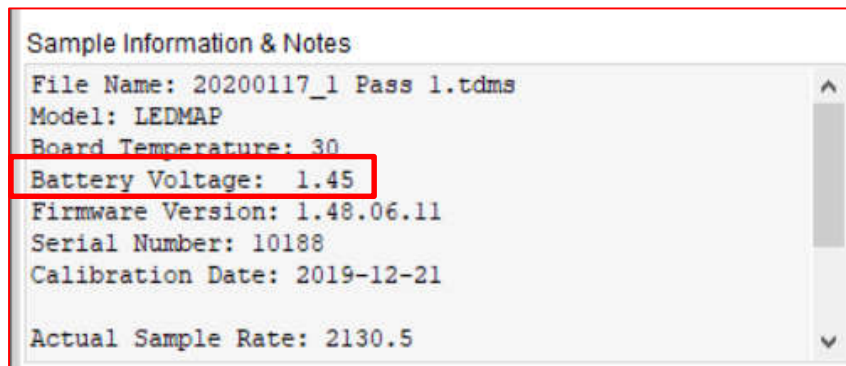 Sample Information & Notes
File Name: 20200117_1 Pass 1.tdms
Model: LEDMAP
Board Temperature: 30
Battery Voltage:  1.45
Firmware Version: 1.48.06.11
Serial Number: 10188
Calibration Date: 2019-12-21
Actual Sample Rate: 2130.5